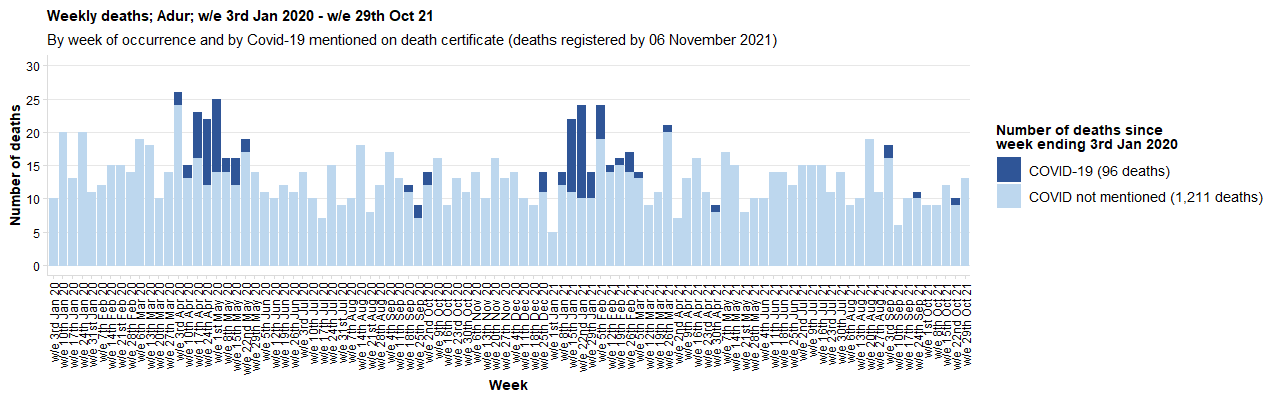 Weekly deaths; Adur; w/e 3rd Jan 2020 - w/e 29th Oct 21
By week of occurrence and by Covid-19 mentioned on death certificate (deaths registered by 06 November 2021)
Number of deaths
30
25
20
15
10
5
0
w/e 3rd Jan 20
w/e 10th Jan 20
w/e 17th Jan 20
w/e 24th Jan 20
w/e 31st Jan 20
w/e 7th Feb 20
w/e 14th Feb 20
w/e 21st Feb 20
w/e 28th Feb 20
w/e 6th Mar 20
w/e 13th Mar 20
w/e 20th Mar 20
w/e 27th Mar 20
w/e 3rd Apr 20
w/e 10th Apr 20
w/e 17th Apr 20
w/e 24th Apr 20
w/e 1st May 20
w/e 8th May 20
w/e 15th May 20
w/e 22nd May 20
w/e 29th May 20
w/e 5th Jun 20
w/e 12th Jun 20
w/e 19th Jun 20
w/e 26th Jun 20
w/e 3rd Jul 20
w/e 10th Jul 20
w/e 17th Jul 20
w/e 24th Jul 20
w/e 31st Jul 20
w/e 7th Aug 20
w/e 14th Aug 20
w/e 21st Aug 20
w/e 28th Aug 20
w/e 4th Sep 20
w/e 11th Sep 20
w/e 18th Sep 20
w/e 25th Sep 20
w/e 2nd Oct 20
w/e 9th Oct 20
w/e 16th Oct 20
w/e 23rd Oct 20
w/e 30th Oct 20
w/e 6th Nov 20
w/e 13th Nov 20
w/e 20th Nov 20
w/e 27th Nov 20
w/e 4th Dec 20
w/e 11th Dec 20
w/e 18th Dec 20
w/e 25th Dec 20
w/e 1st Jan 21
w/e 8th Jan 21
w/e 15th Jan 21
w/e 22nd Jan 21
w/e 29th Jan 21
w/e 5th Feb 21
w/e 12th Feb 21
w/e 19th Feb 21
w/e 26th Feb 21
w/e 5th Mar 21
w/e 12th Mar 21
w/e 19th Mar 21
w/e 26th Mar 21
w/e 2nd Apr 21
w/e 9th Apr 21
w/e 16th Apr 21
w/e 23rd Apr 21
w/e 30th Apr 21
w/e 7th May 21
w/e 14th May 21
w/e 21st May 21
w/e 28th May 21
w/e 4th Jun 21
w/e 11th Jun 21
w/e 18th Jun 21
w/e 25th Jun 21
w/e 2nd Jul 21
w/e 9th Jul 21
w/e 16th Jul 21
w/e 23rd Jul 21
w/e 30th Jul 21
w/e 6th Aug 21
w/e 13th Aug 21
w/e 20th Aug 21
w/e 27th Aug 21
w/e 3rd Sep 21
w/e 10th Sep 21
w/e 17th Sep 21
w/e 24th Sep 21
w/e 1st Oct 21
w/e 8th Oct 21
w/e 15th Oct 21
w/e 22nd Oct 21
w/e 29th Oct 21
Week
Number of deaths since
week ending 3rd Jan 2020
COVID-19 (96 deaths)
COVID not mentioned (1,211 deaths)